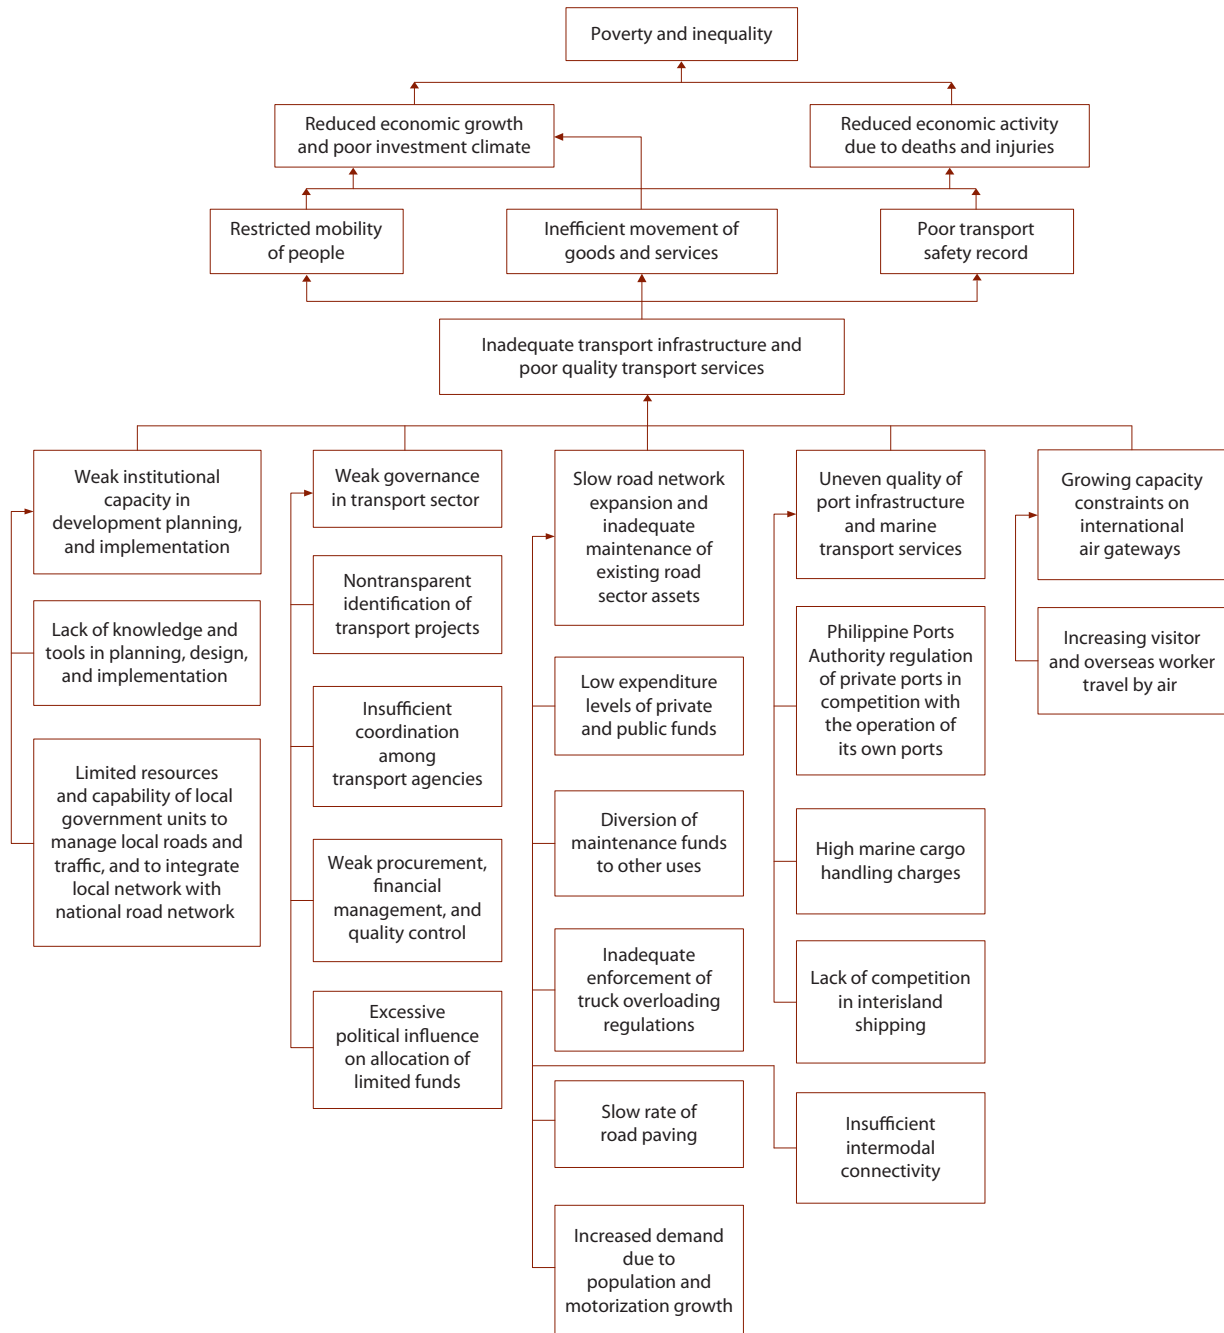 Poverty and inequality
Reduced economic growth
and poor investment climate
Reduced economic activity
due to deaths and injuries
Restricted mobility
of people
Inefficient movement of
goods and services
Poor transport
safety record
Inadequate transport infrastructure and
poor quality transport services
Weak institutional
capacity in
development planning,
and implementation
Lack of knowledge and
tools in planning, design,
and implementation
Limited resources
and capability of local
government units to
manage local roads and
traffic, and to integrate
local network with
national road network
Weak governance
in transport sector
Nontransparent
identification of
transport projects
Insufficient
coordination
among
transport agencies
Weak procurement,
financial
management, and
quality control
Excessive
political influence
on allocation of
limited funds
Slow road network
expansion and
inadequate
maintenance of
existing road
sector assets
Low expenditure
levels of private
and public funds
Diversion of
maintenance funds
to other uses
Inadequate
enforcement of
truck overloading
regulations
Slow rate of
road paving
Increased demand
due to
population and
motorization growth
Uneven quality of
port infrastructure
and marine
transport services
Philippine Ports
Authority regulation
of private ports in
competition with
the operation of
its own ports
High marine cargo
handling charges
Lack of competition
in interisland
shipping
Insufficient
intermodal
connectivity
Growing capacity
constraints on
international
air gateways
Increasing visitor
and overseas worker
travel by air